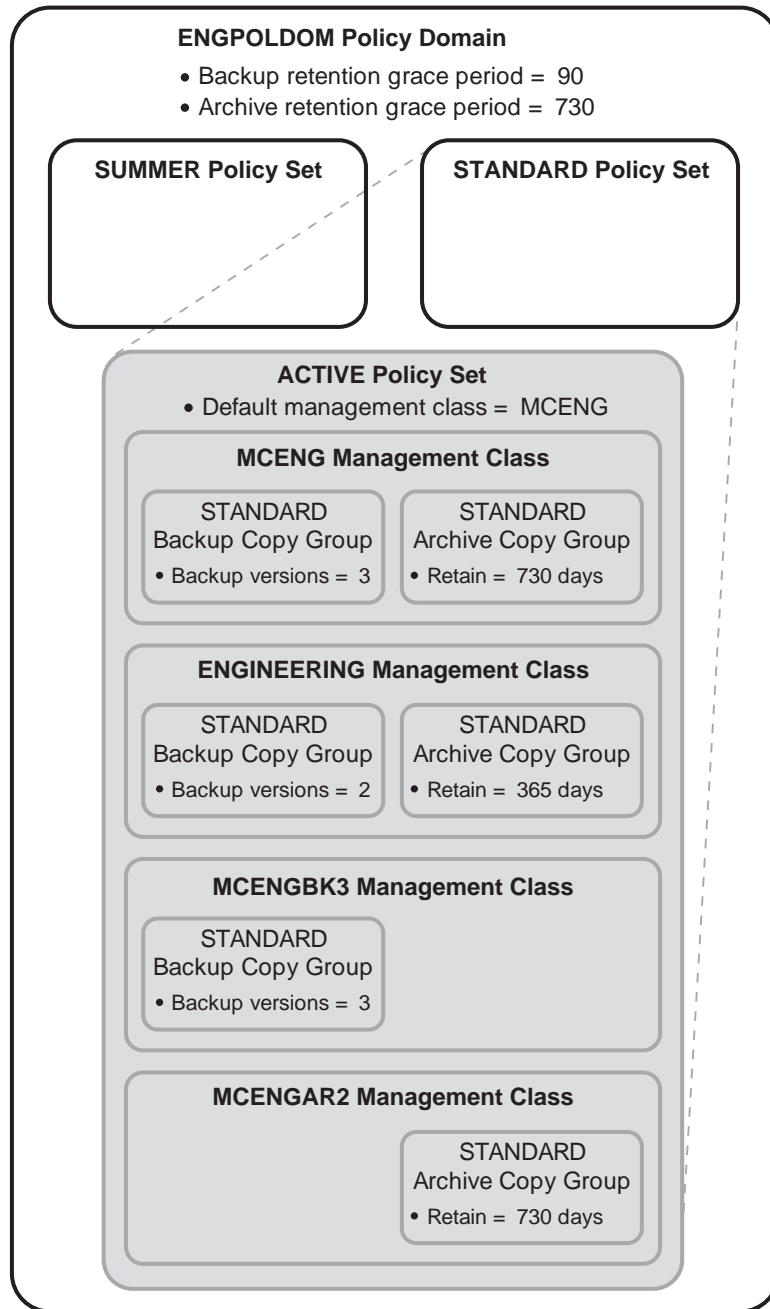 ENGPOLDOM Policy Domain
• Backup retention grace period = 90
• Archive retention grace period = 730
SUMMER Policy Set
STANDARD Policy Set
ACTIVE Policy Set
• Default management class = MCENG
MCENG Management Class
STANDARD
Backup Copy Group
• Backup versions = 3
STANDARD
Archive Copy Group
• Retain = 730 days
ENGINEERING Management Class
STANDARD
Backup Copy Group
• Backup versions = 2
STANDARD
Archive Copy Group
• Retain = 365 days
MCENGBK3 Management Class
STANDARD
Backup Copy Group
• Backup versions = 3
MCENGAR2 Management Class
STANDARD
Archive Copy Group
• Retain = 730 days